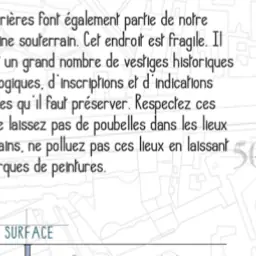 rières font également partie de notre
ine souterrain. Cet endroit est fragile. Il
un grand nombre de vestiges historiques
ogiques, d'inscriptions et d'indications
es qu'il faut préserver. Respectez ces
e laissez pas de poubelles dans les lieux
ains, ne polluez pas ces lieux en laissant
rques de peintures.
SURFACE